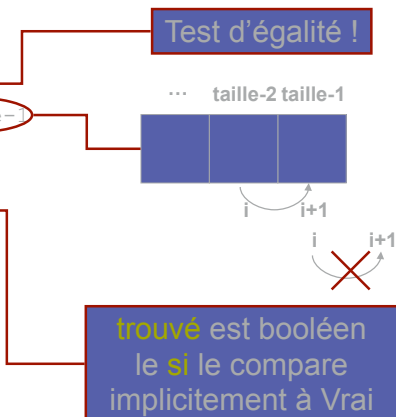 Test d'égalité !
... taille-2 taille-1
i i+1
i i+1
trouvé est booléen
le si le compare
implicitement à Vrai